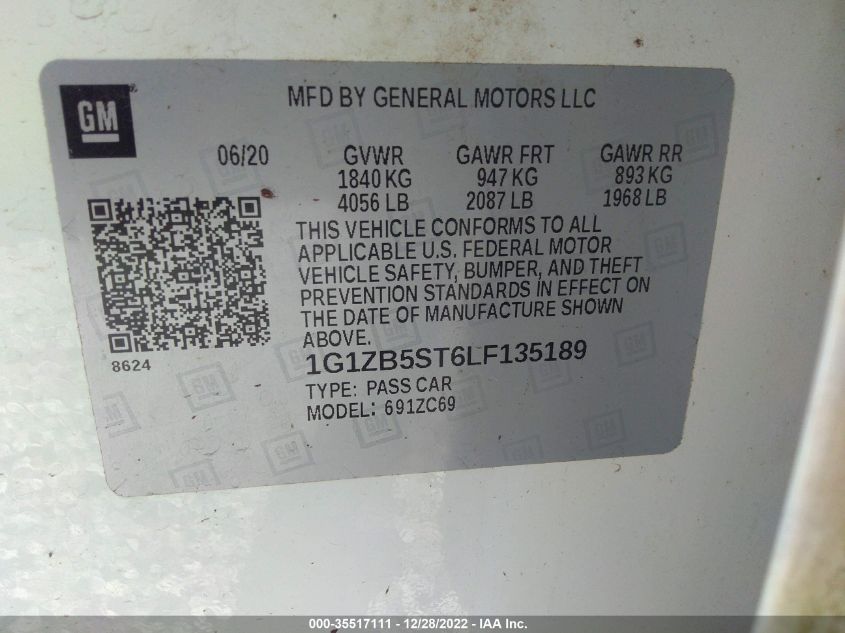 GM
MFD BY GENERAL MOTORS LLC
06/20 GVWR GAWR FRT GAWR RR
1840 KG 947 KG 893 KG
4056 LB 2087 LB 1968 LB
THIS VEHICLE CONFORMS TO ALL
APPLICABLE U.S. FEDERAL MOTOR
VEHICLE SAFETY, BUMPER, AND THEFT
PREVENTION STANDARDS IN EFFECT ON
THE DATE OF MANUFACTURE SHOWN
ABOVE.
8624
1G1ZB5ST6LF135189
TYPE: PASS CAR
MODEL: 691ZC69
000-35517111 - 12/28/2022 - IAA Inc.